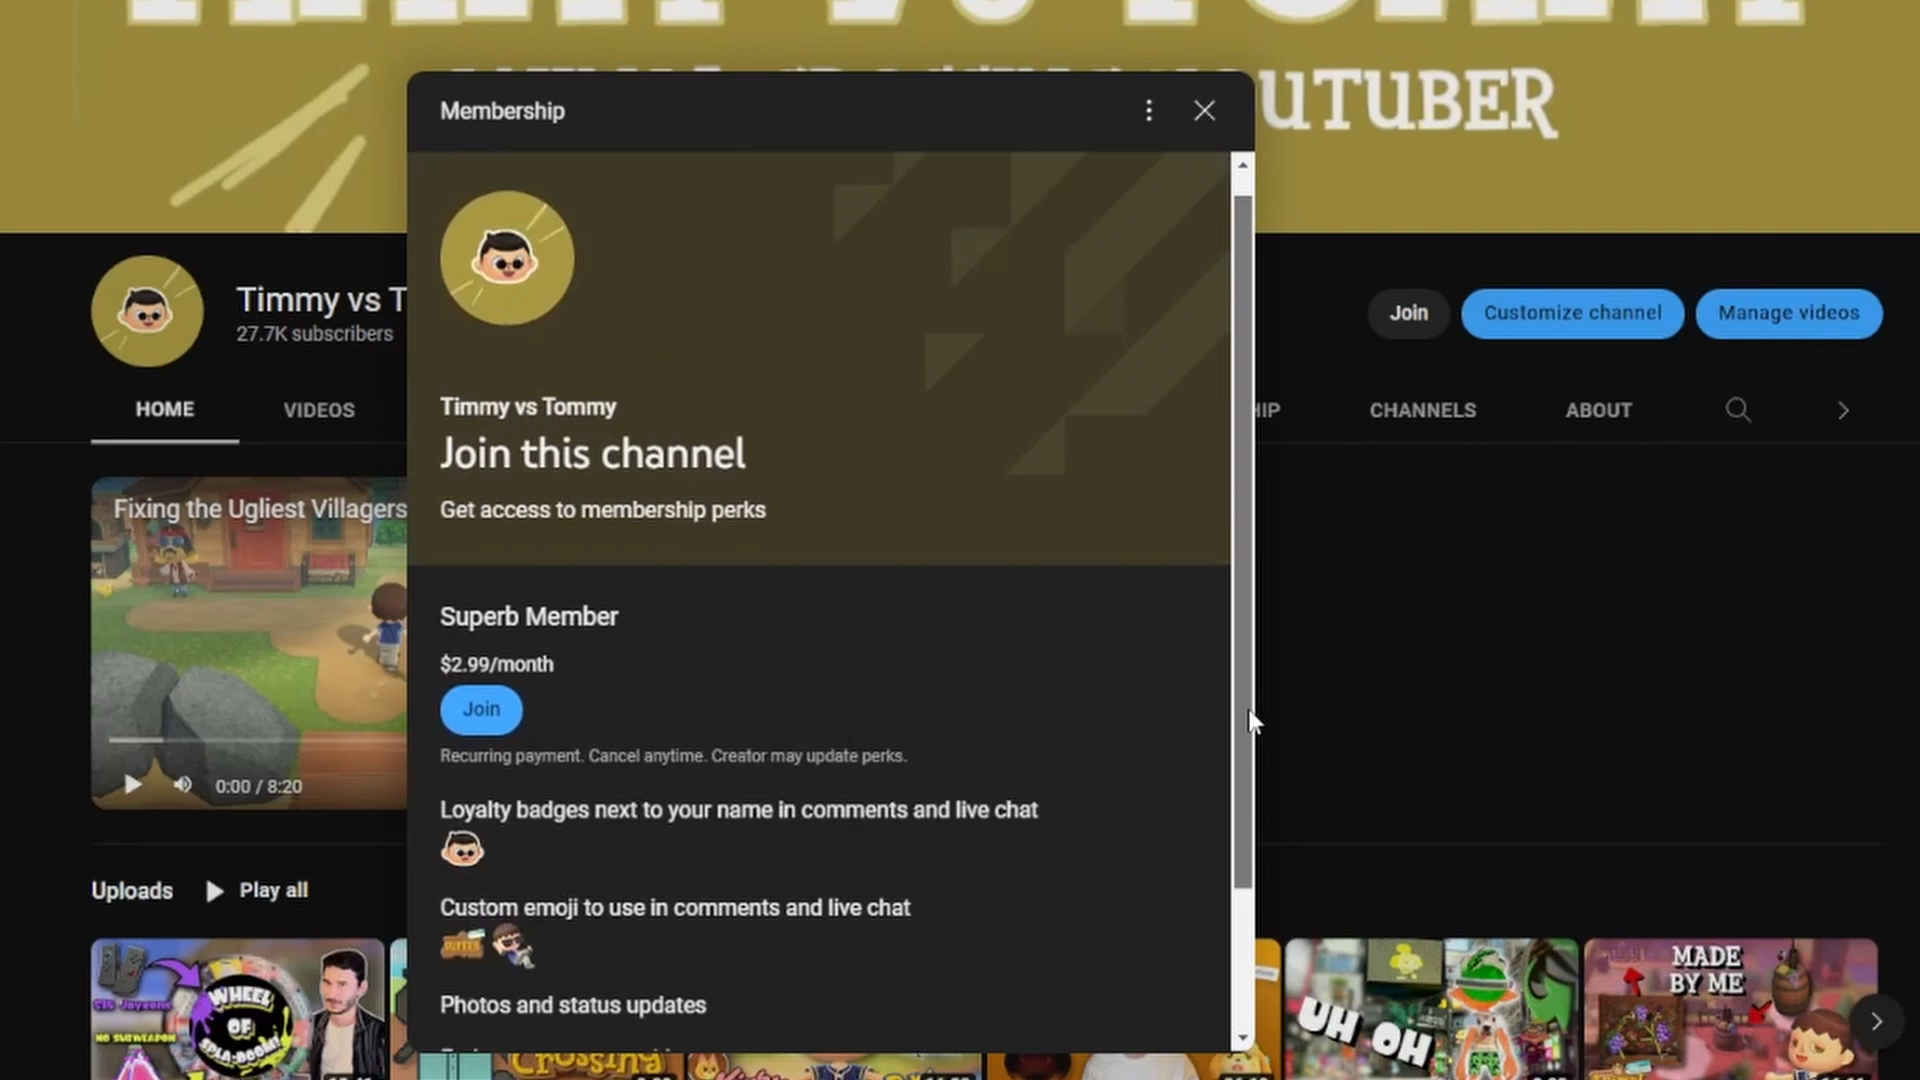 UTUBER
Membership
Timmy vs T
27.7K subscribers
Join
Customize channel
Manage videos
HOME
VIDEOS
HIP
CHANNELS
ABOUT
Timmy vs Tommy
Join this channel
Get access to membership perks
Fixing the Ugliest Villagers
Superb Member
$2.99/month
Join
Recurring payment. Cancel anytime. Creator may update perks.
0:00 / 8:20
Loyalty badges next to your name in comments and live chat
Uploads
Play all
Custom emoji to use in comments and live chat
Photos and status updates
WHEEL
OF
SPLA-DOOM!
Crossing
UH OH
MADE
BY ME